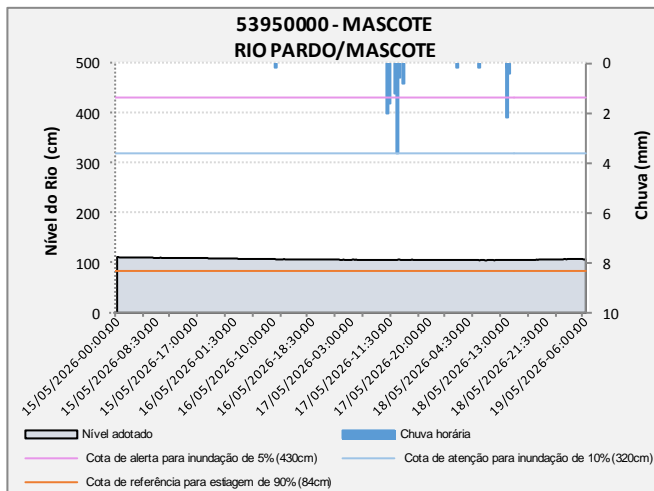 53950000 - MASCOTE
RIO PARDO/MASCOTE
Nível do Rio (cm)
500
400
300
200
100
0
0
2
4
6
8
10
Chuva (mm)
15/05/2026-00:00:00
15/05/2026-08:30:00
15/05/2026-17:00:00
16/05/2026-01:30:00
16/05/2026-10:00:00
16/05/2026-18:30:00
17/05/2026-03:00:00
17/05/2026-11:30:00
17/05/2026-20:00:00
18/05/2026-04:30:00
18/05/2026-13:00:00
18/05/2026-21:30:00
19/05/2026-06:00:00
Nível adotado
Chuva horária
Cota de alerta para inundação de 5% (430cm)
Cota de atenção para inundação de 10% (320cm)
Cota de referência para estiagem de 90% (84cm)